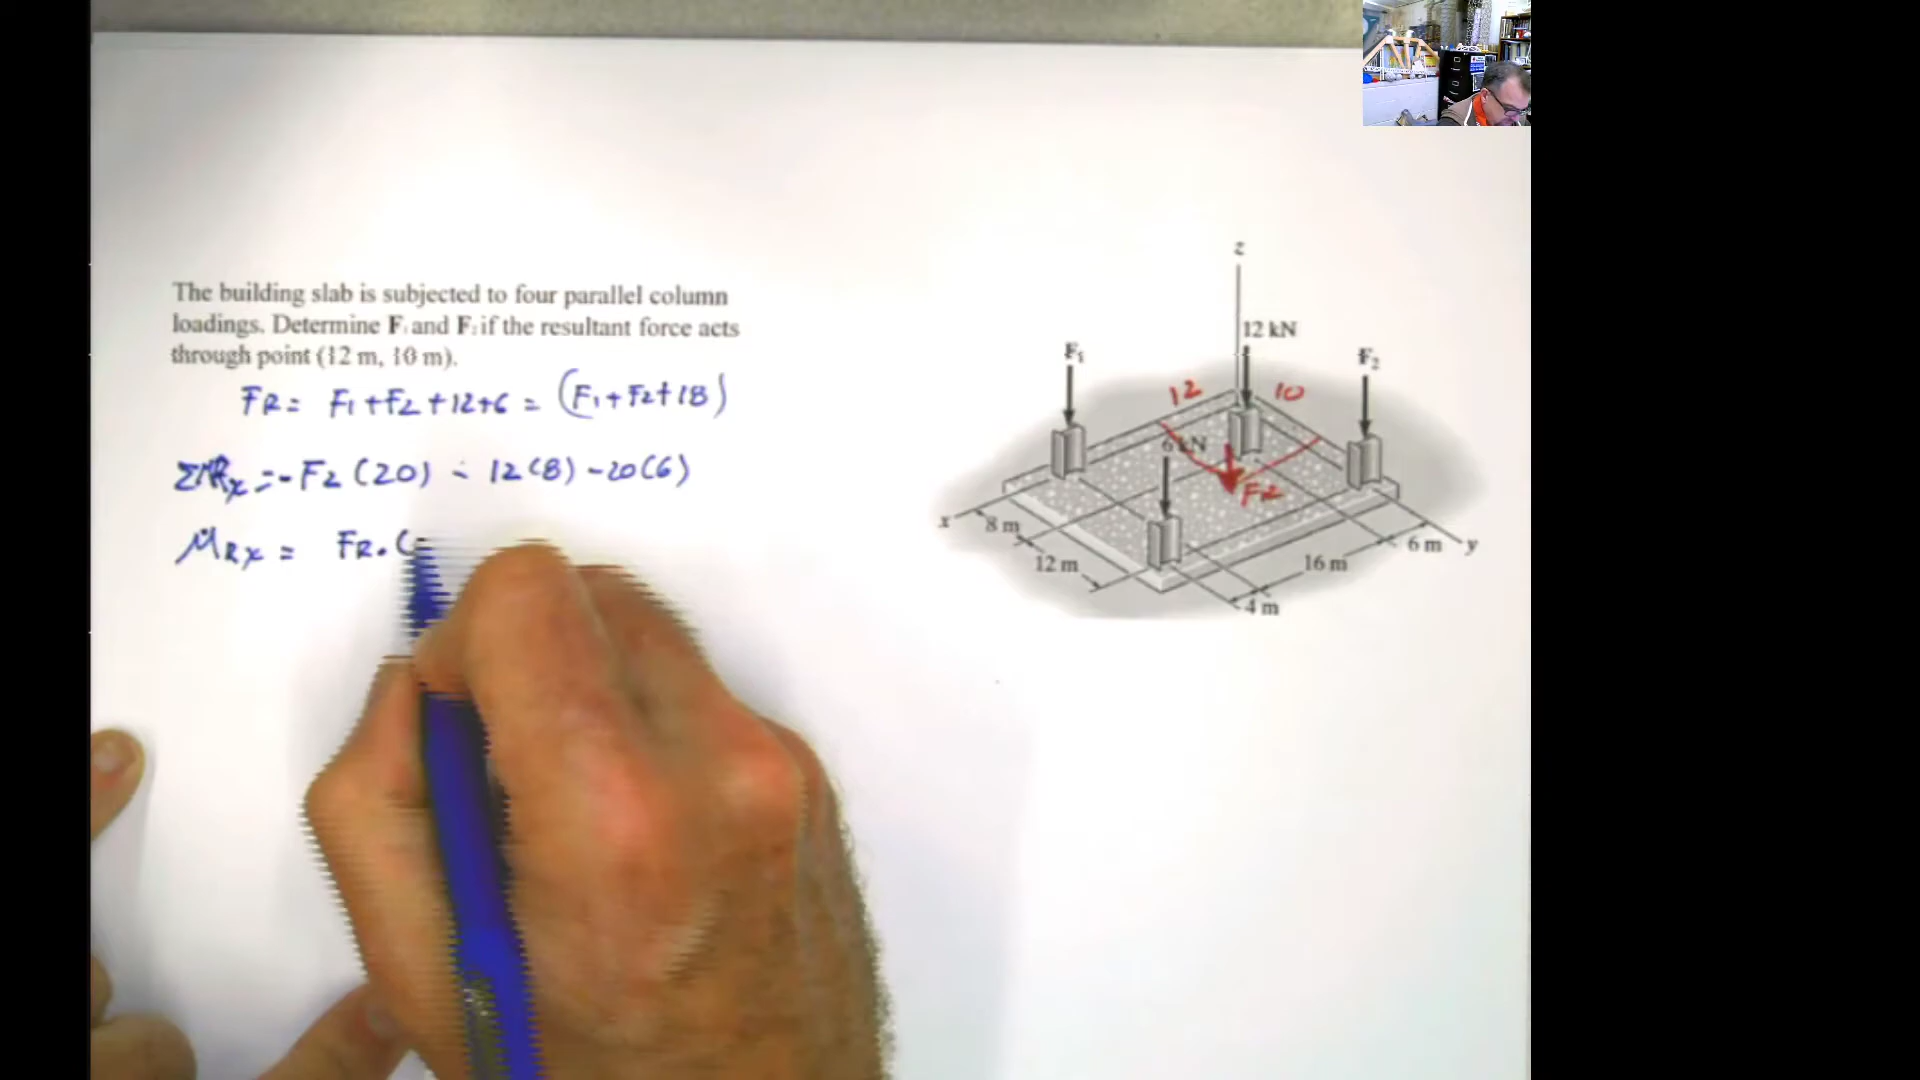 The building slab is subjected to four parallel column
loadings. Determine F₁ and F₂ if the resultant force acts
through point (12 m, 10 m).
FR = F1 + F2 + 12 + 6 = (F1 + F2 + 18)
ΣMRx = - F2 (20) - 12(8) - 20(6)
MRx = FR. (
z
12 kN
F₁
F₂
12
10
6 kN
FR
x
8 m
12 m
16 m
6 m
y
4 m